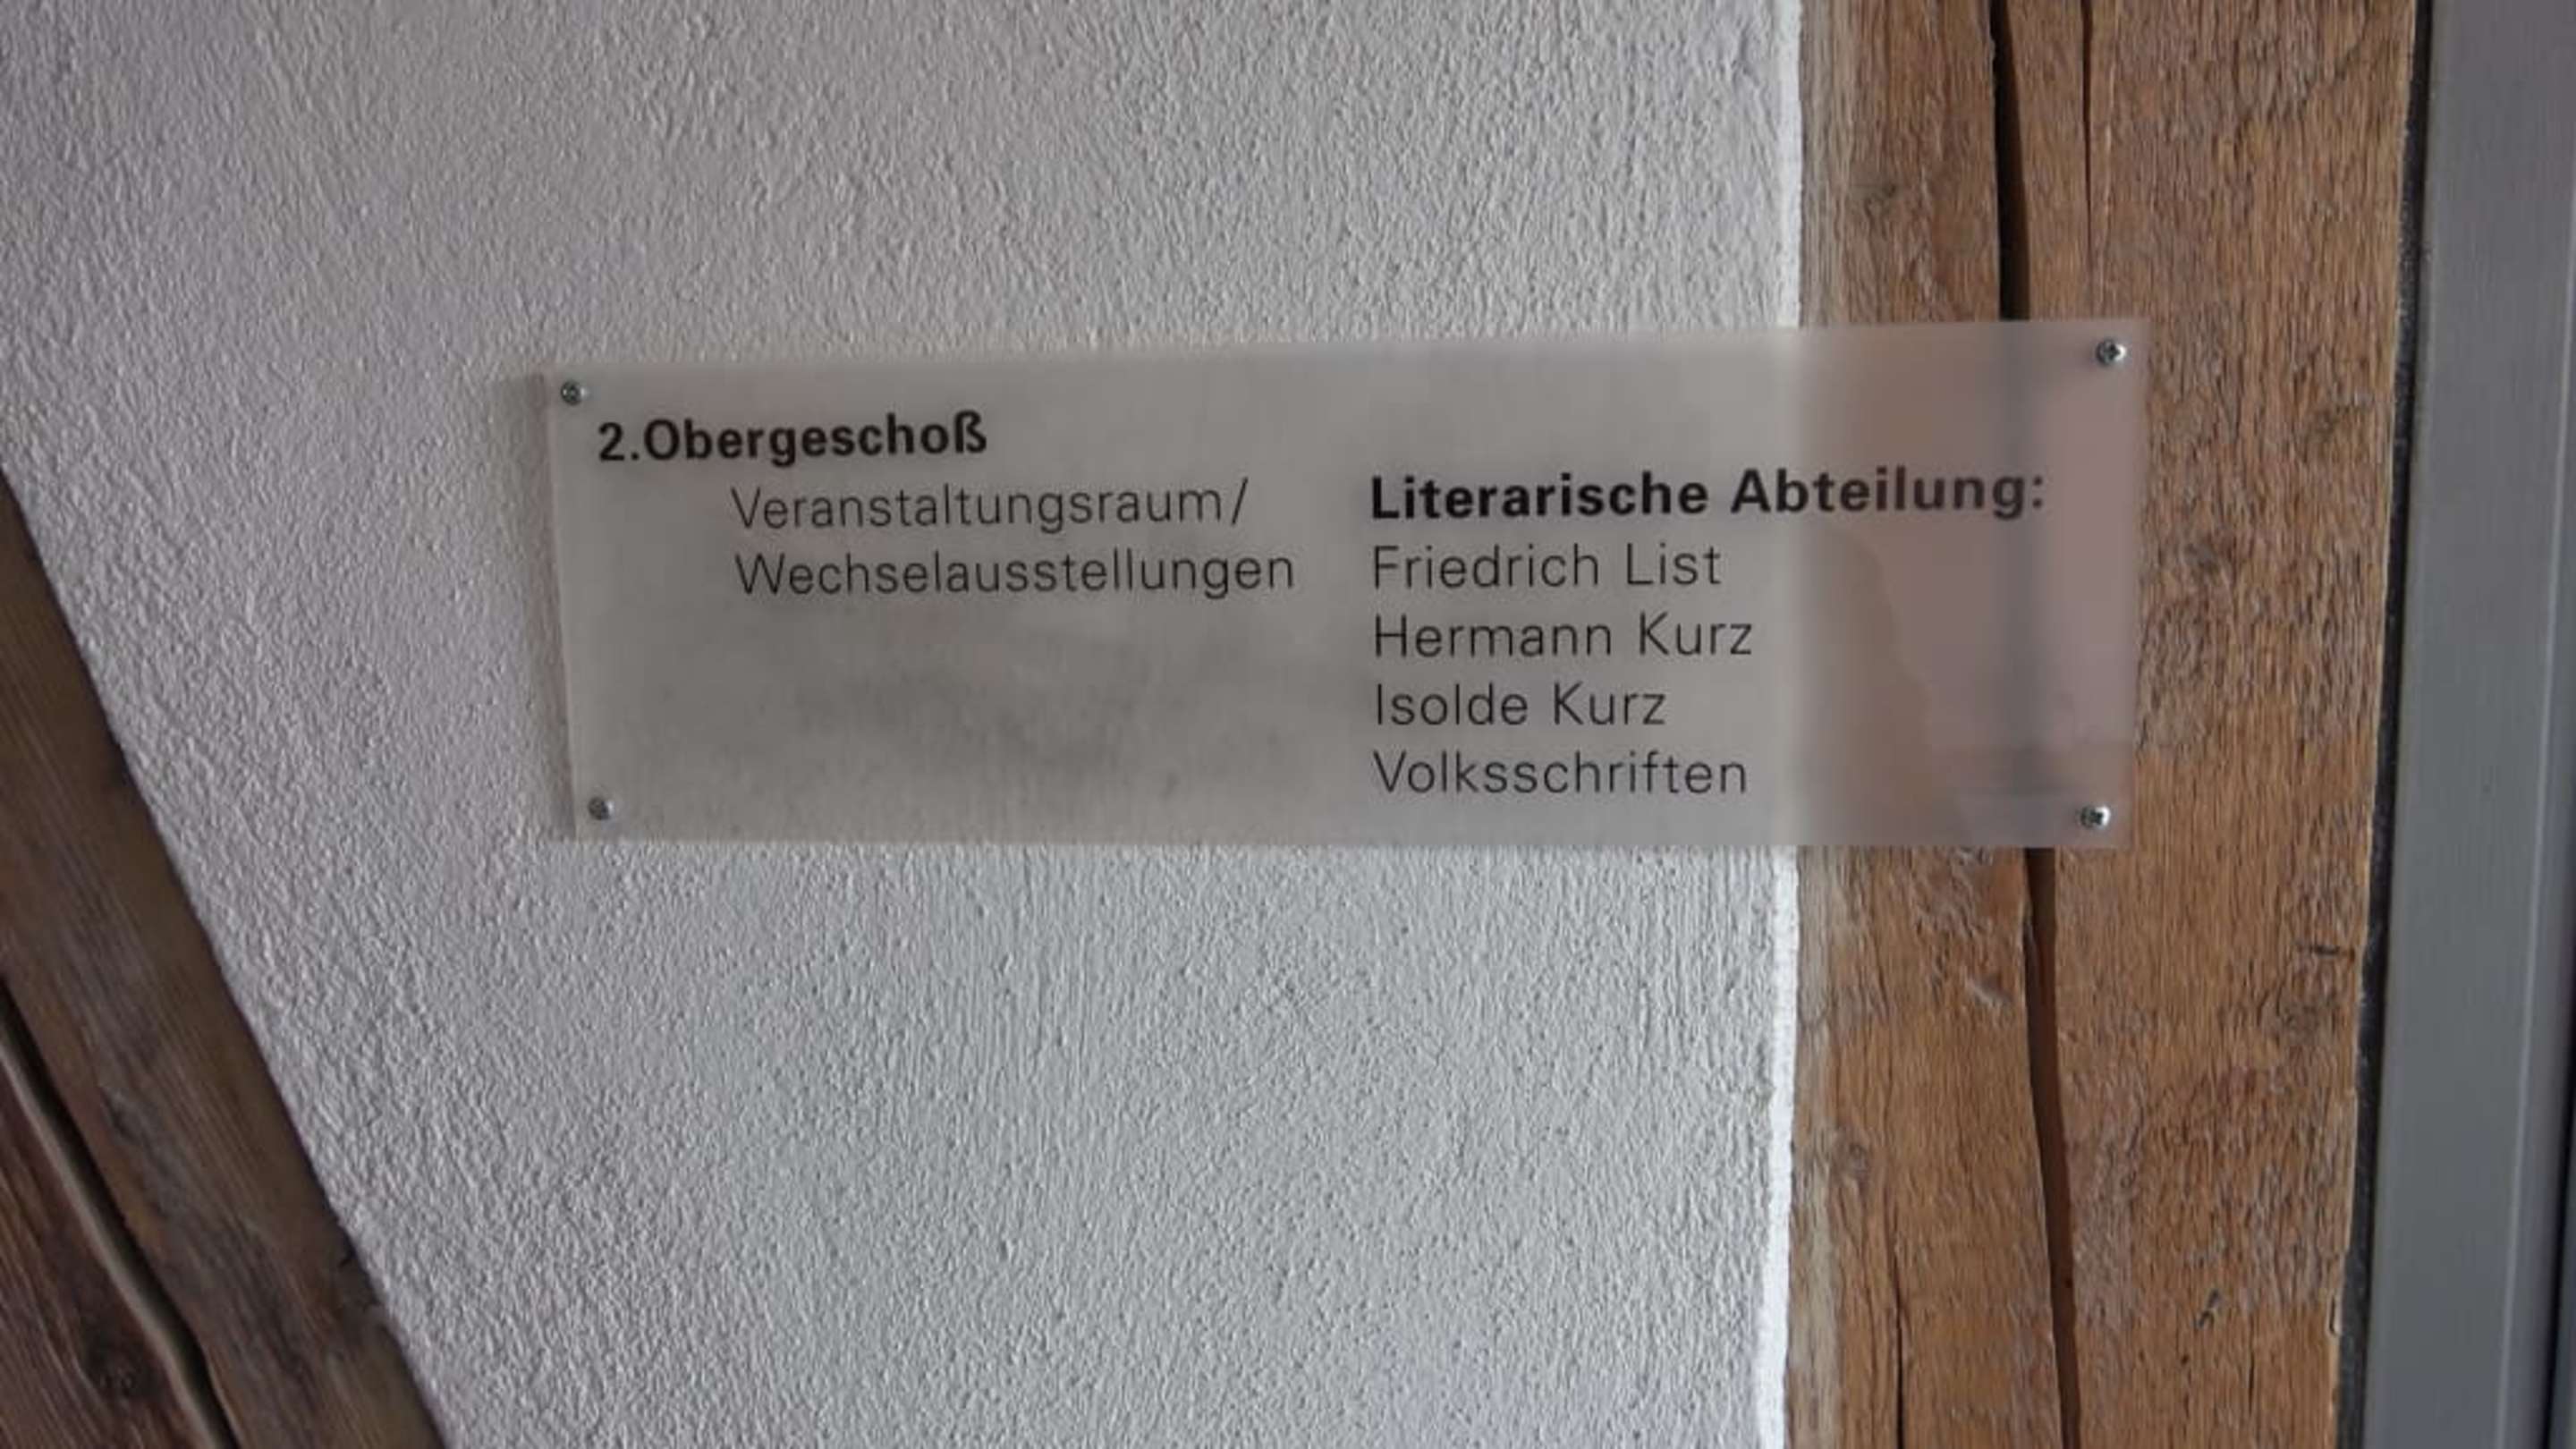 2.Obergeschoß
Veranstaltungsraum/
Wechselausstellungen
Literarische Abteilung:
Friedrich List
Hermann Kurz
Isolde Kurz
Volksschriften